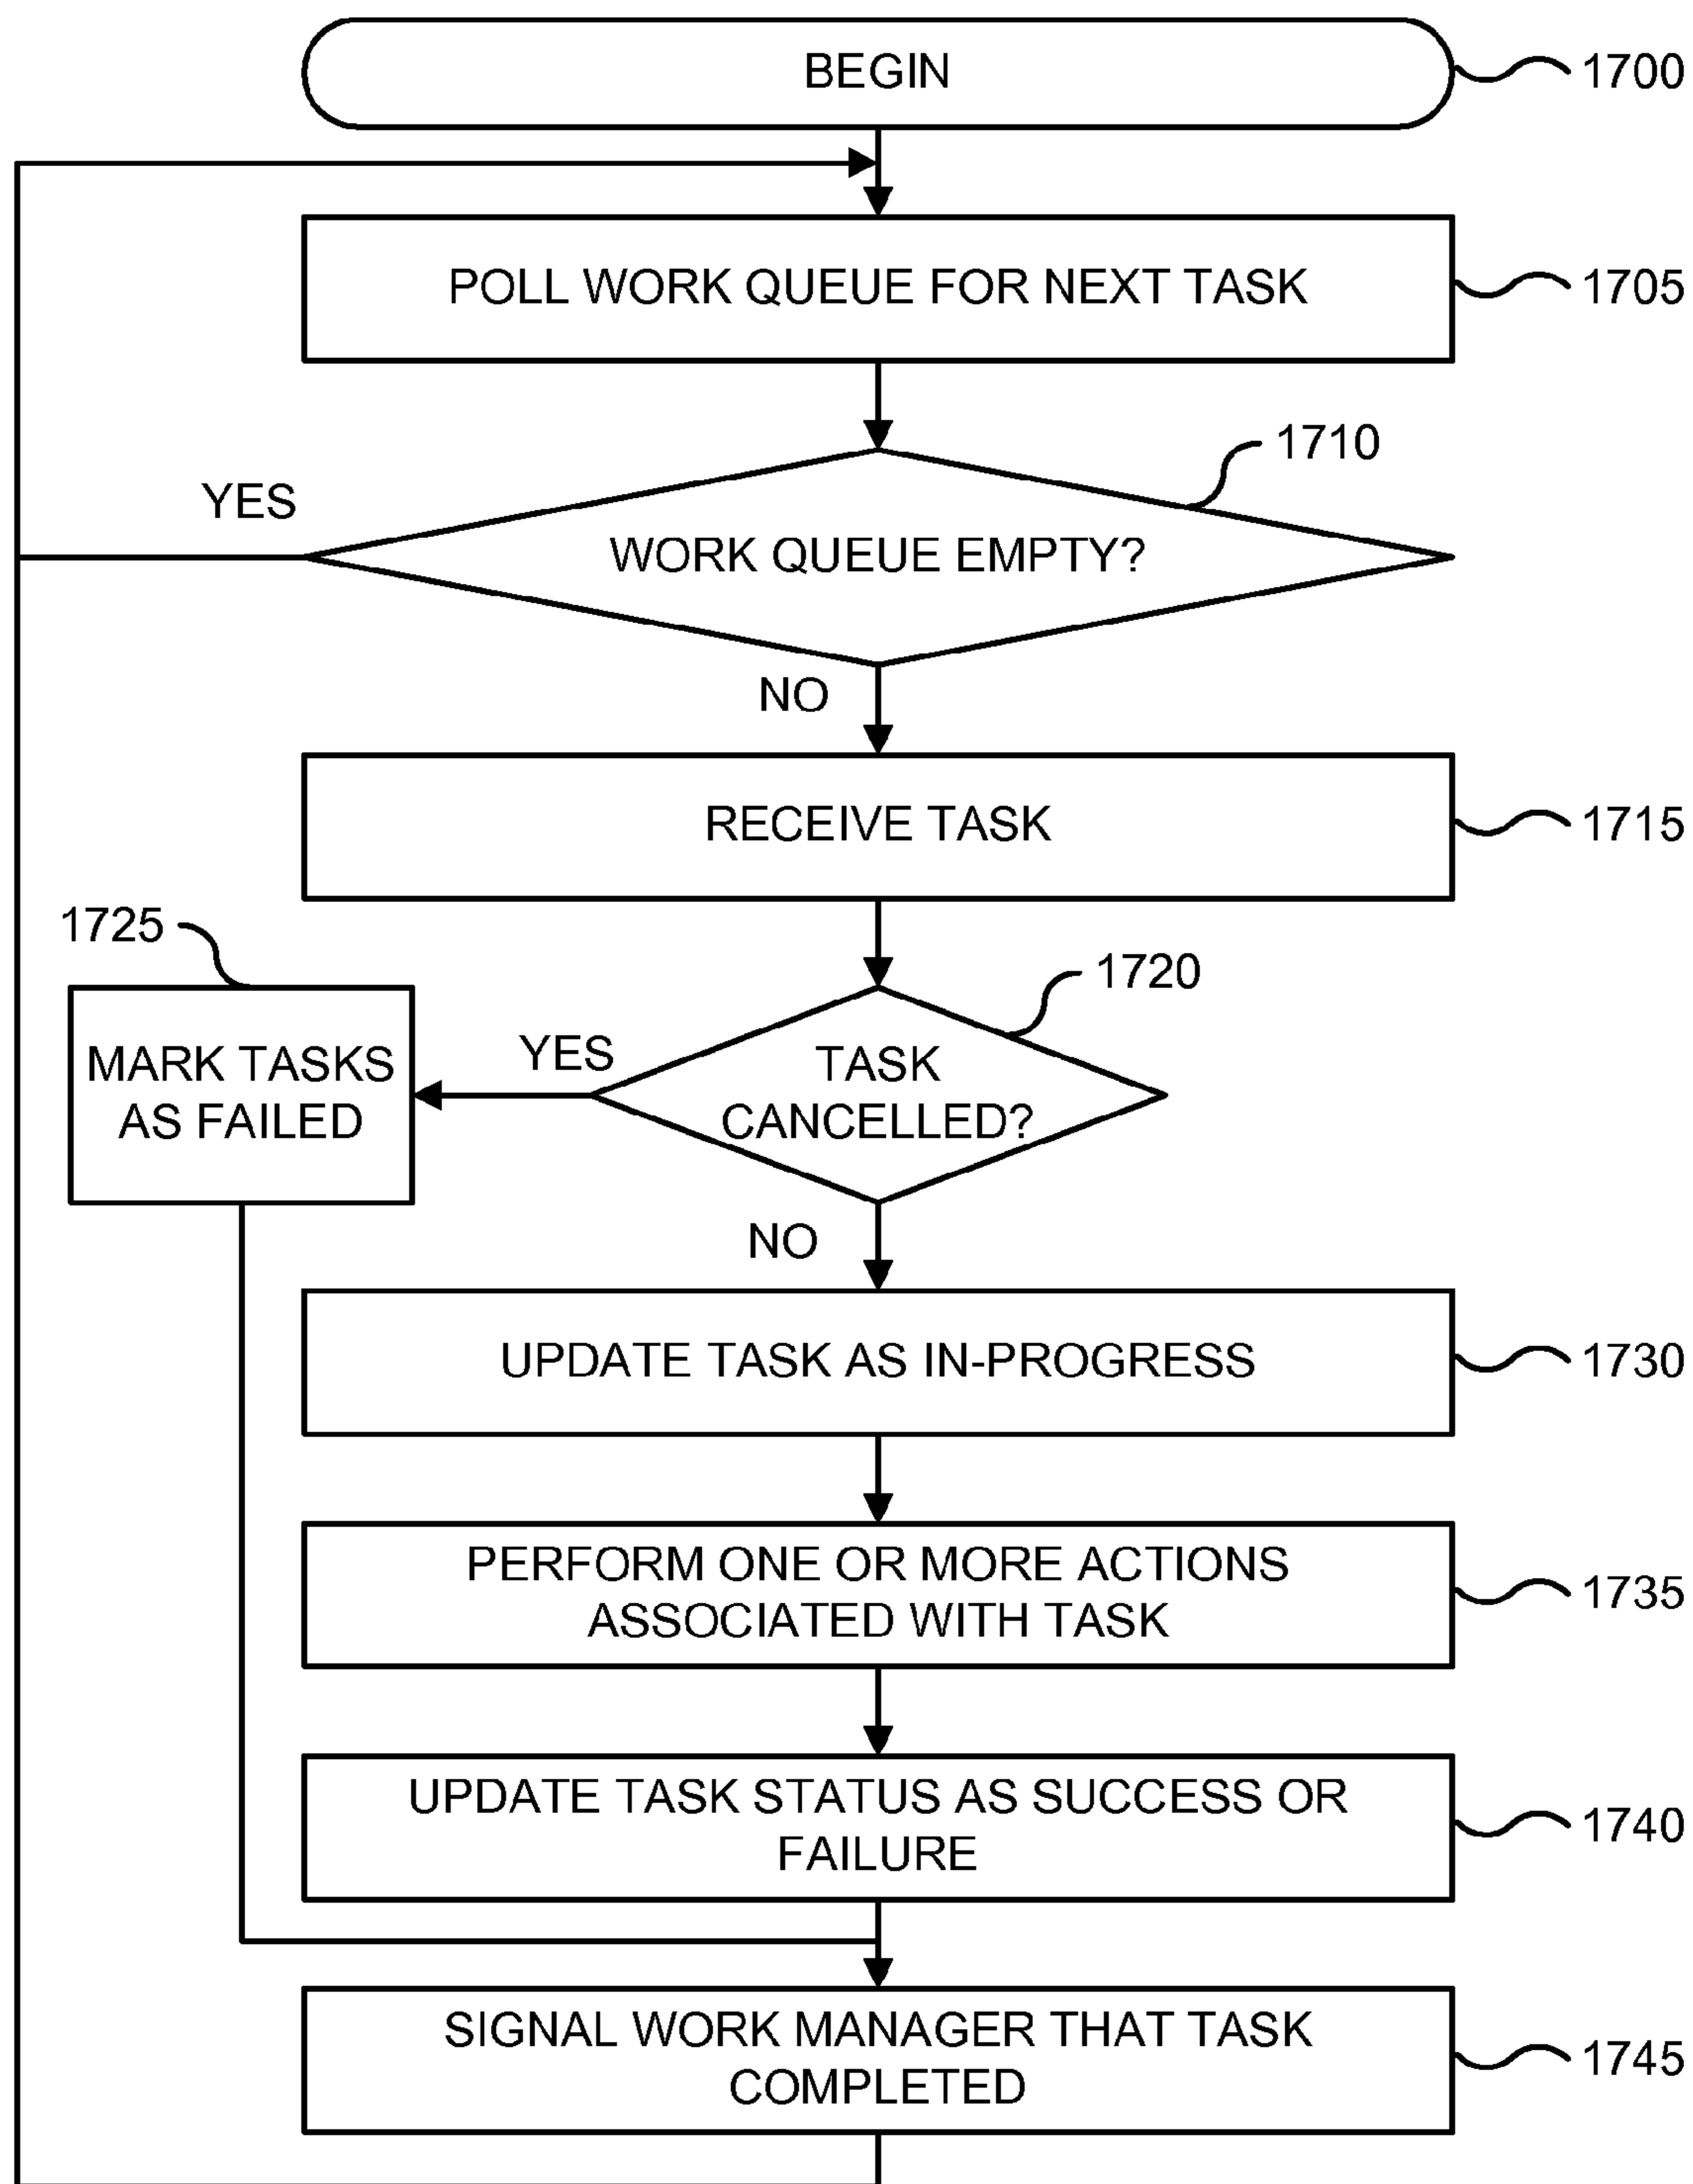 BEGIN
1700
POLL WORK QUEUE FOR NEXT TASK
1705
1710
YES
WORK QUEUE EMPTY?
NO
RECEIVE TASK
1715
1725
1720
MARK TASKS
AS FAILED
YES
TASK
CANCELLED?
NO
UPDATE TASK AS IN-PROGRESS
1730
PERFORM ONE OR MORE ACTIONS
ASSOCIATED WITH TASK
1735
UPDATE TASK STATUS AS SUCCESS OR
FAILURE
1740
SIGNAL WORK MANAGER THAT TASK
COMPLETED
1745